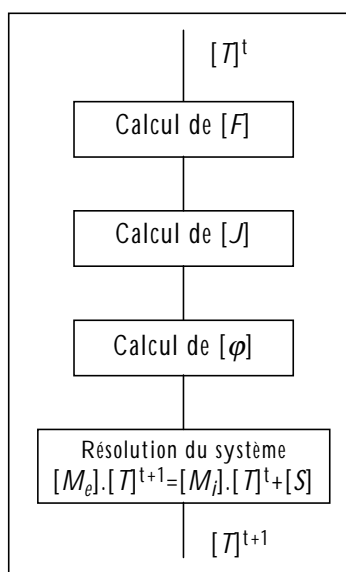 [T]ᵗ
Calcul de [F]
Calcul de [J]
Calcul de [φ]
Résolution du système
[Mₑ].[T]ᵗ⁺¹=[Mᵢ].[T]ᵗ+[S]
[T]ᵗ⁺¹